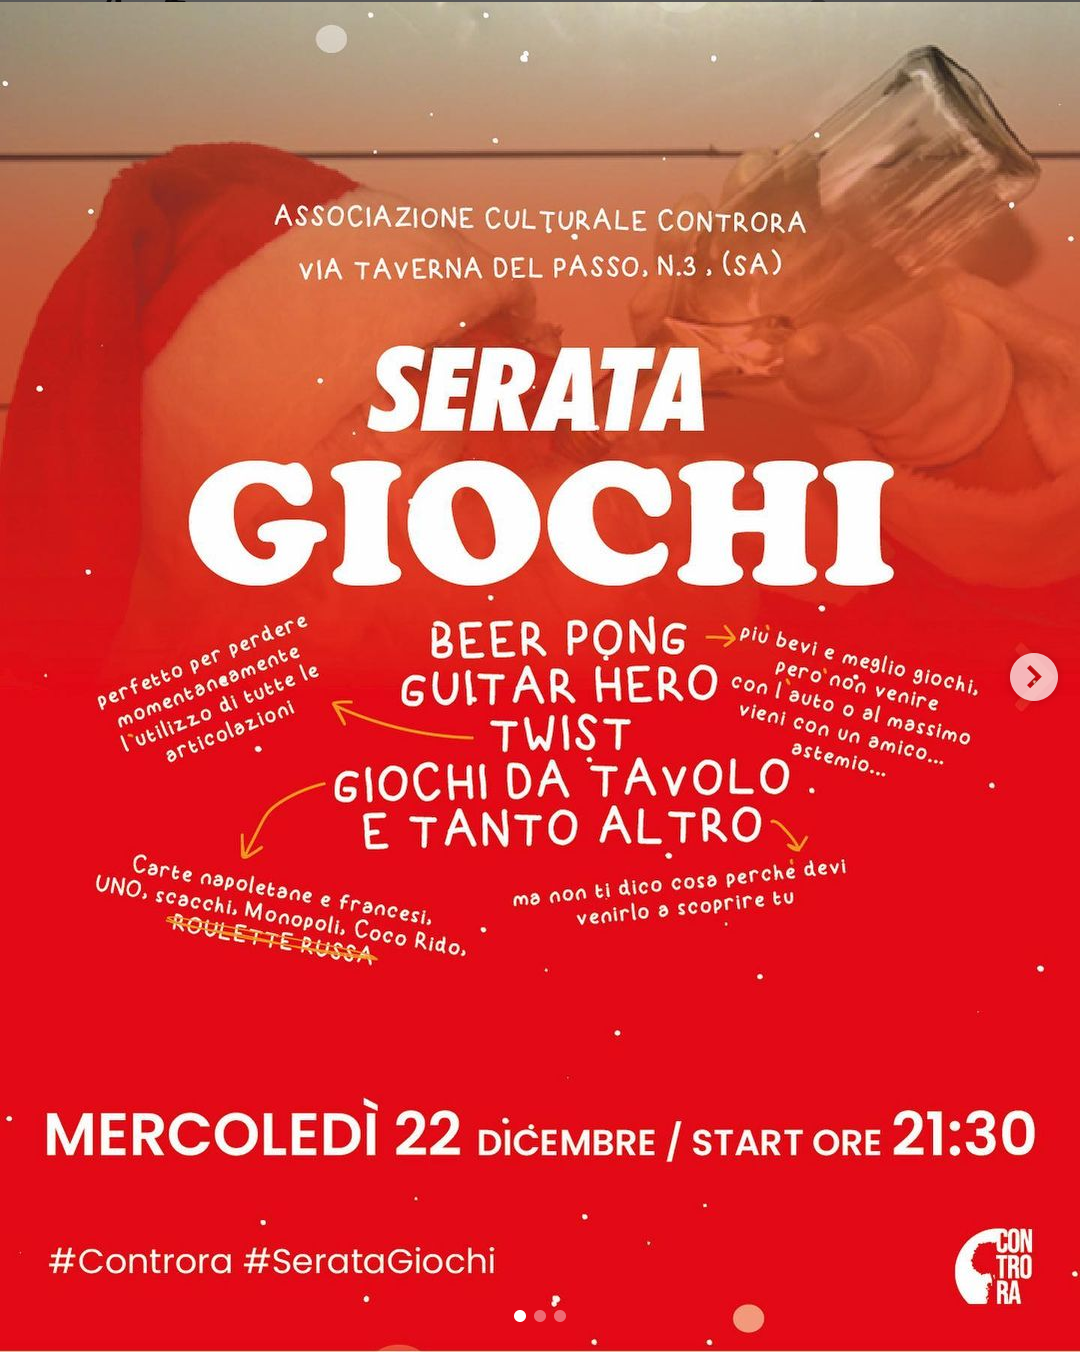 ASSOCIAZIONE CULTURALE CONTRORA
VIA TAVERNA DEL PASSO, N.3 , (SA)
SERATA
GIOCHI
BEER PONG
GUITAR HERO
TWIST
GIOCHI DA TAVOLO
E TANTO ALTRO
perfetto per perdere
momentaneamente
l'utilizzo di tutte le
articolazioni
più bevi e meglio giochi,
però non venire
con l'auto o al massimo
vieni con un amico...
astemio...
Carte napoletane e francesi,
UNO, scacchi, Monopoli, Coco Rido,
ROULETTE RUSSA
ma non ti dico cosa perché devi
venirlo a scoprire tu
MERCOLEDÌ 22 DICEMBRE / START ORE 21:30
#Controra #SerataGiochi
CON
TRO
RA